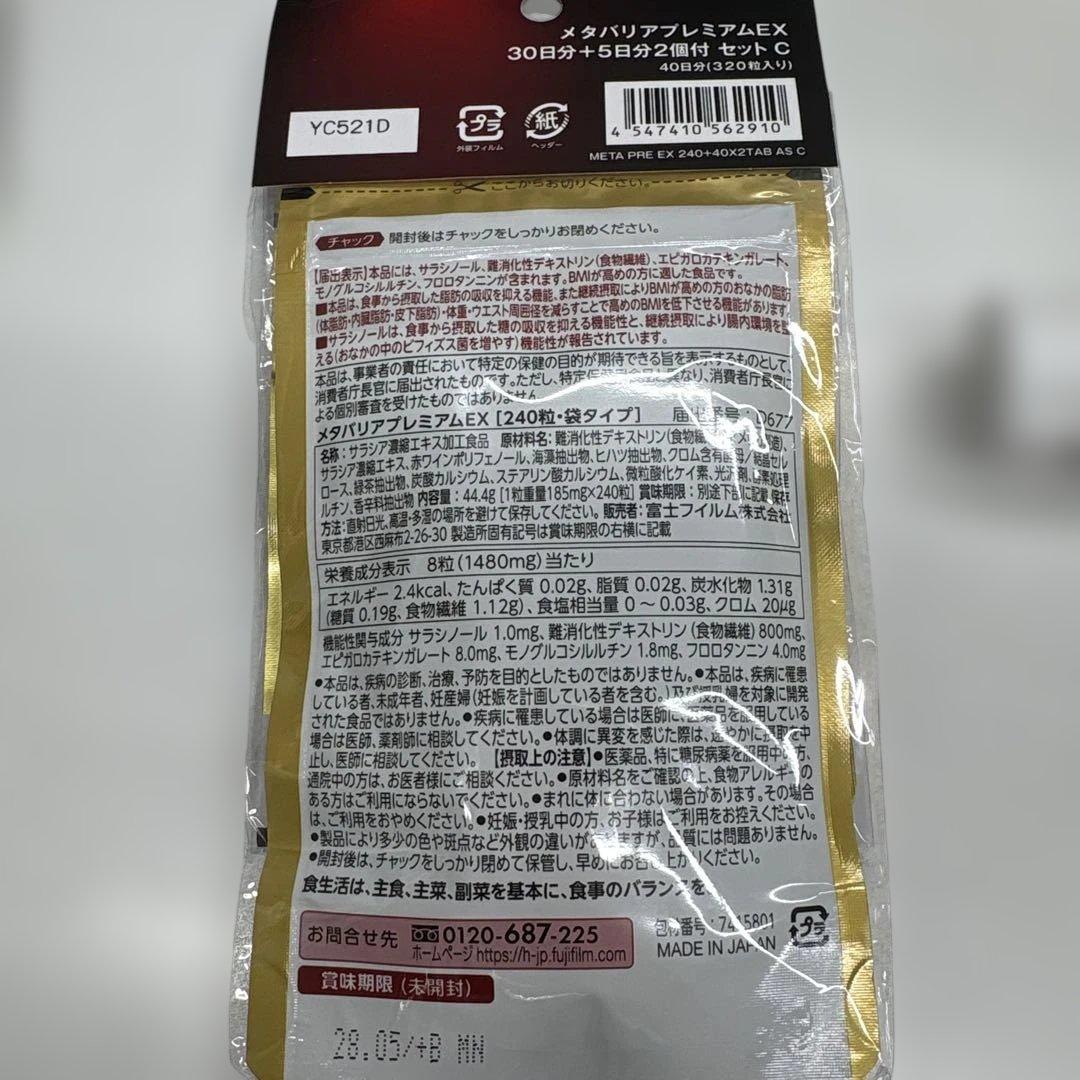 メタバリアプレミアムEX
30日分+5日分2個付 セット C
40日分(320粒入り)
YC521D
プラ
外装フィルム
紙
ヘッダー
4 547410 562910
META PRE EX 240+40X2TAB AS C
ここからお切りください。
チャック 開封後はチャックをしっかりお閉めください。
【届出表示】本品には、サラシノール、難消化性デキストリン(食物繊維)、エピガロカテキンガレート、
モノグルコシルルチン、フロロタンニンが含まれます。BMIが高めの方に適した食品です。
■本品は、食事から摂取した脂肪の吸収を抑える機能、また継続摂取によりBMIが高めの方のおなかの脂肪
(体脂肪・内臓脂肪・皮下脂肪)・体重・ウエスト周囲径を減らすことで高めのBMIを低下させる機能があります。
■サラシノールは、食事から摂取した糖の吸収を抑える機能性と、継続摂取により腸内環境を整
える(おなかの中のビフィズス菌を増やす)機能性が報告されています。
本品は、事業者の責任において特定の保健の目的が期待できる旨を表示するものとして、
消費者庁長官に届出されたものです。ただし、特定保健用食品と異なり、消費者庁長官に
よる個別審査を受けたものではありません。
メタバリアプレミアムEX [240粒・袋タイプ] 届出番号:D677
名称:サラシア濃縮エキス加工食品 原材料名:難消化性デキストリン(食物繊維)
サラシア濃縮エキス、赤ワインポリフェノール、海藻抽出物、ヒハツ抽出物、クロム含有酵母/結晶セル
ロース、緑茶抽出物、炭酸カルシウム、ステアリン酸カルシウム、微粒酸化ケイ素、光沢剤、酵素処理
ルチン、香辛料抽出物 内容量:44.4g [1粒重量185mg×240粒] 賞味期限:別途下部に記載 保存
方法:直射日光、高温・多湿の場所を避けて保存してください。 販売者:富士フイルム株式会社
東京都港区西麻布2-26-30 製造所固有記号は賞味期限の右横に記載
栄養成分表示 8粒(1480mg)当たり
エネルギー 2.4kcal、たんぱく質 0.02g、脂質 0.02g、炭水化物 1.31g
(糖質 0.19g、食物繊維 1.12g)、食塩相当量 0～0.03g、クロム 20μg
機能性関与成分 サラシノール 1.0mg、難消化性デキストリン(食物繊維)800mg、
エピガロカテキンガレート 8.0mg、モノグルコシルルチン 1.8mg、フロロタンニン 4.0mg
●本品は、疾病の診断、治療、予防を目的としたものではありません。●本品は、疾病に罹患
している者、未成年者、妊産婦(妊娠を計画している者を含む。)及び授乳婦を対象に開発
された食品ではありません。●疾病に罹患している場合は医師に、医薬品を服用している
場合は医師、薬剤師に相談してください。●体調に異変を感じた際は、速やかに摂取を中
止し、医師に相談してください。 【摂取上の注意】●医薬品、特に糖尿病薬を服用中の方、
通院中の方は、お医者様にご相談ください。●原材料名をご確認の上、食物アレルギーの
ある方はご利用にならないでください。●まれに体に合わない場合があります。その場合
は、ご利用をおやめください。●妊娠・授乳中の方、お子様はご利用をお控えください。
●製品により多少の色や斑点など外観の違いがありますが、品質には問題ありません。
●開封後は、チャックをしっかり閉めて保管し、早めにお召し上がりください。
食生活は、主食、主菜、副菜を基本に、食事のバランスを。
お問合せ先 0120-687-225
ホームページ https://h-jp.fujifilm.com
包材番号:7415801
MADE IN JAPAN
プラ
賞味期限(未開封)
28.05/+B MN